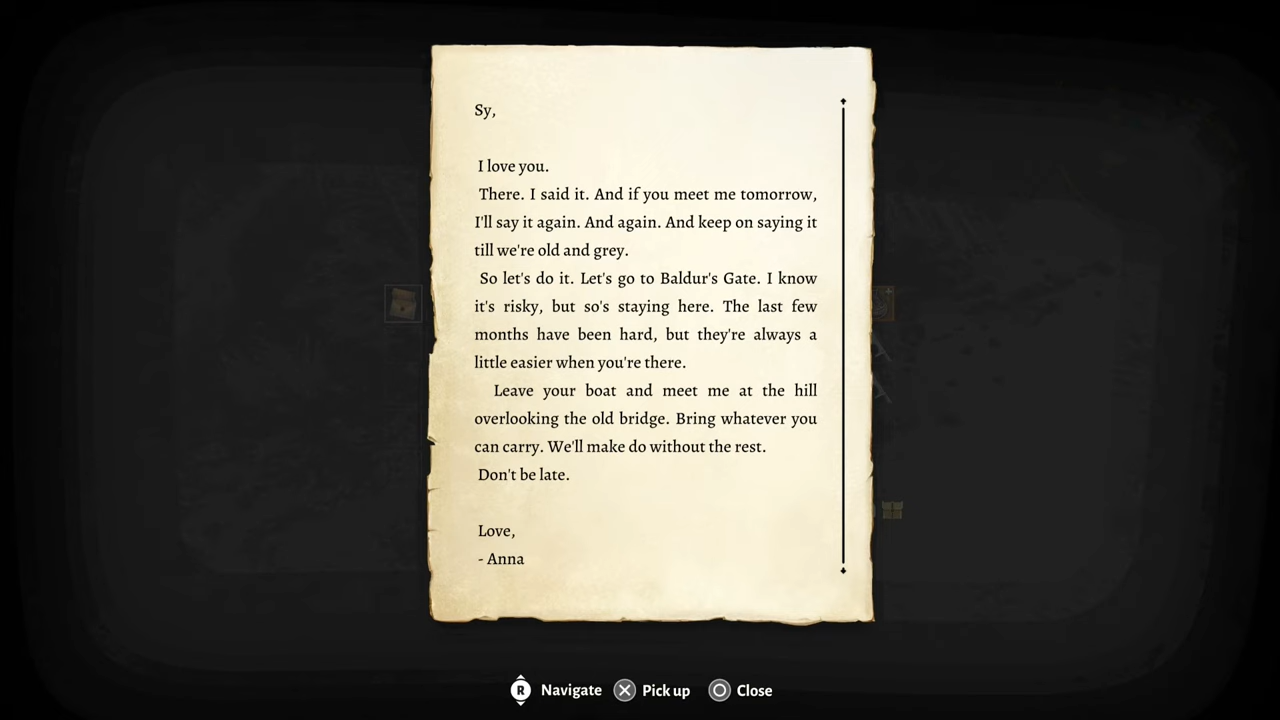 Sy,
I love you.
There. I said it. And if you meet me tomorrow,
I'll say it again. And again. And keep on saying it
till we're old and grey.
So let's do it. Let's go to Baldur's Gate. I know
it's risky, but so's staying here. The last few
months have been hard, but they're always a
little easier when you're there.
Leave your boat and meet me at the hill
overlooking the old bridge. Bring whatever you
can carry. We'll make do without the rest.
Don't be late.
Love,
- Anna
R Navigate Pick up Close